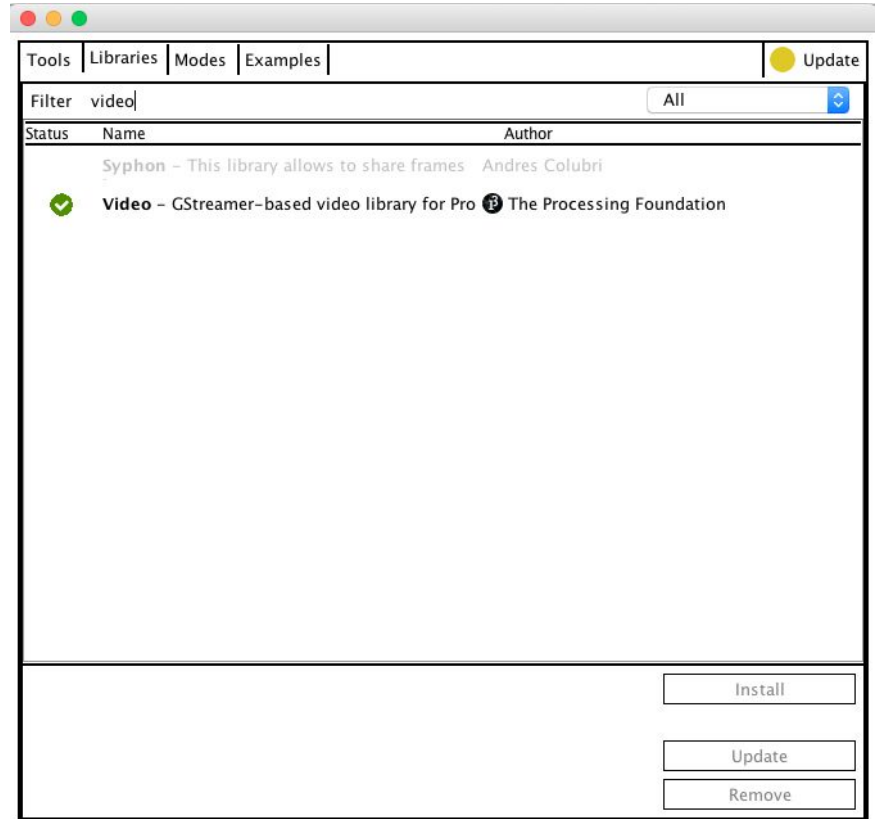 Tools Libraries Modes Examples Update
Filter video All
Status Name Author
Syphon – This library allows to share frames Andres Colubri
Video – GStreamer-based video library for Pro The Processing Foundation
Install
Update
Remove